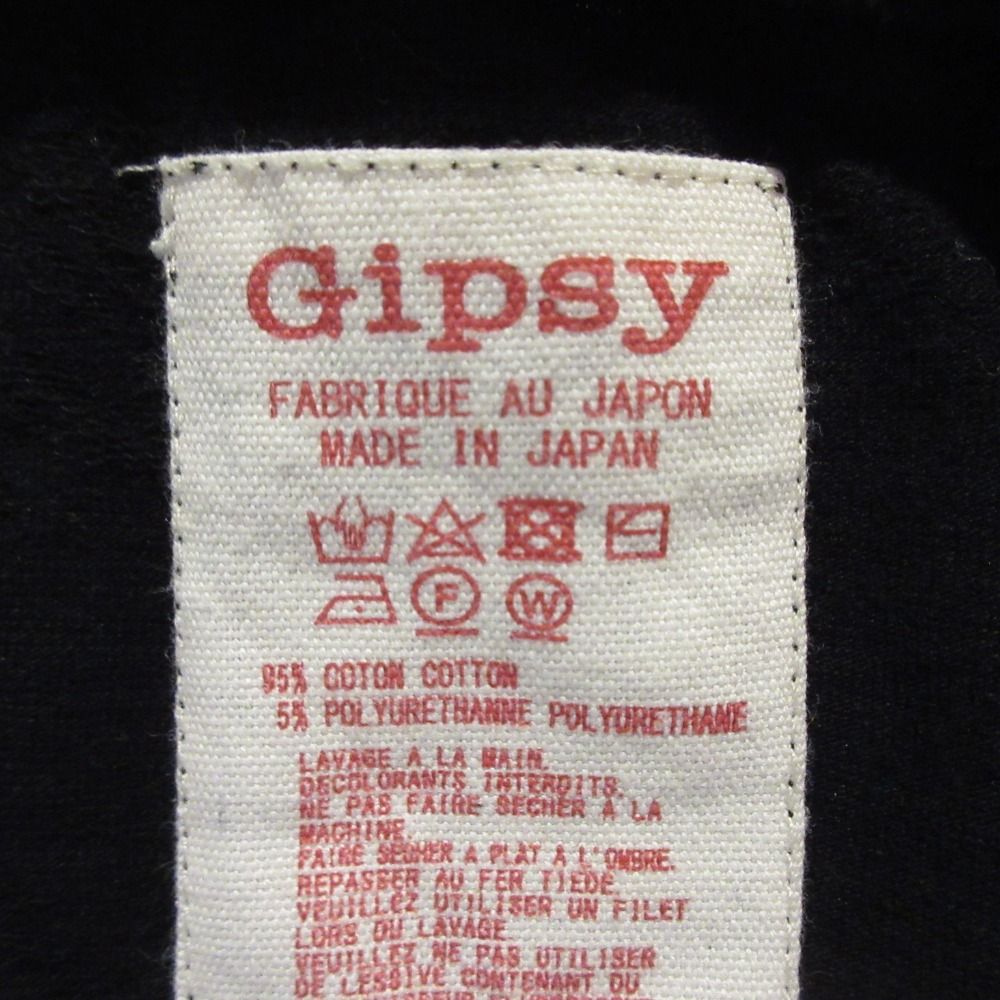 Gipsy
FABRIQUE AU JAPON
MADE IN JAPAN
F
W
95% COTON COTTON
5% POLYURETHANNE POLYURETHANE
LAVAGE A LA MAIN.
DECOLORANTS INTERDITS.
NE PAS FAIRE SECHER A LA
MACHINE.
FAIRE SECHER A PLAT A L'OMBRE.
REPASSER AU FER TIEDE
VEUILLEZ UTILISER UN FILET
LORS DU LAVAGE
VEUILLEZ NE PAS UTILISER
DE LESSIVE CONTENANT DU